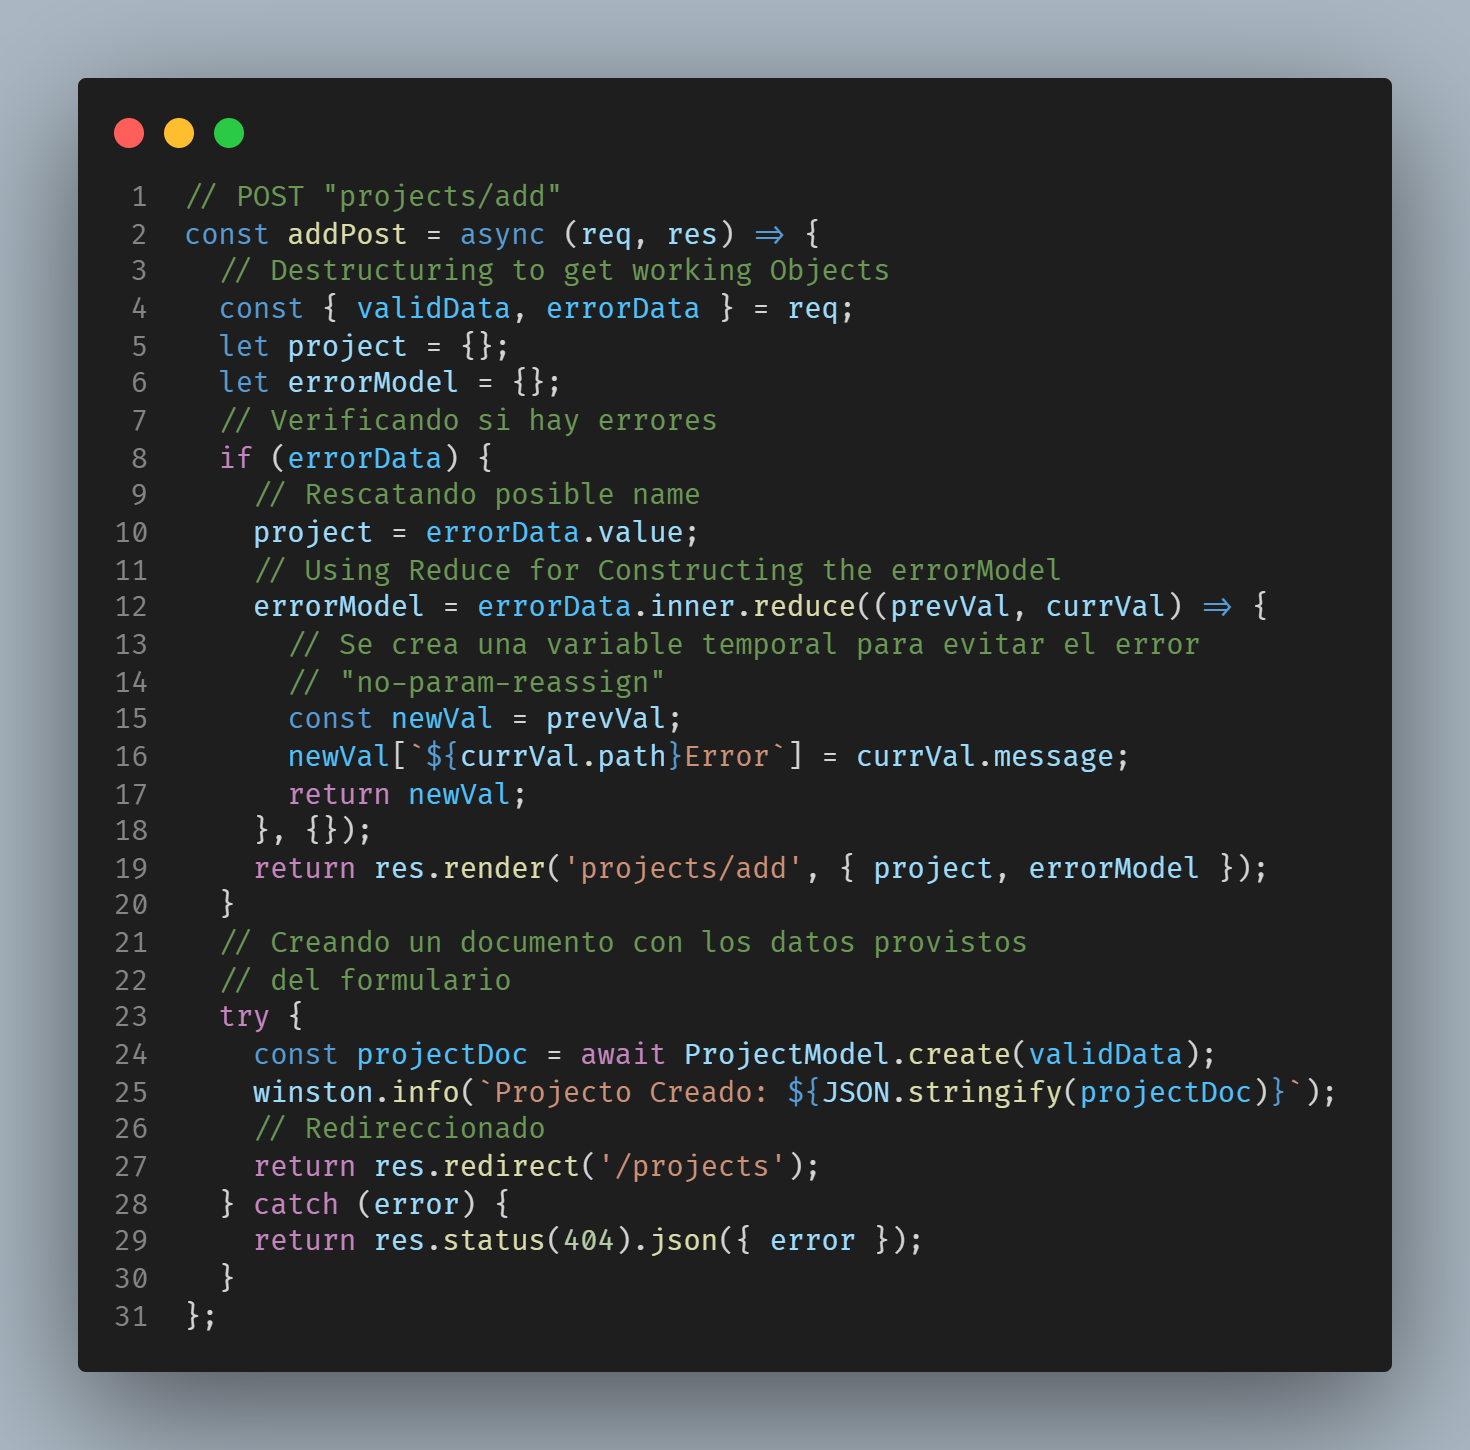 1 // POST "projects/add"
2 const addPost = async (req, res) => {
3   // Destructuring to get working Objects
4   const { validData, errorData } = req;
5   let project = {};
6   let errorModel = {};
7   // Verificando si hay errores
8   if (errorData) {
9     // Rescatando posible name
10     project = errorData.value;
11     // Using Reduce for Constructing the errorModel
12     errorModel = errorData.inner.reduce((prevVal, currVal) => {
13       // Se crea una variable temporal para evitar el error
14       // "no-param-reassign"
15       const newVal = prevVal;
16       newVal[`${currVal.path}Error`] = currVal.message;
17       return newVal;
18     }, {});
19     return res.render('projects/add', { project, errorModel });
20   }
21   // Creando un documento con los datos provistos
22   // del formulario
23   try {
24     const projectDoc = await ProjectModel.create(validData);
25     winston.info(`Projecto Creado: ${JSON.stringify(projectDoc)}`);
26     // Redireccionado
27     return res.redirect('/projects');
28   } catch (error) {
29     return res.status(404).json({ error });
30   }
31 };